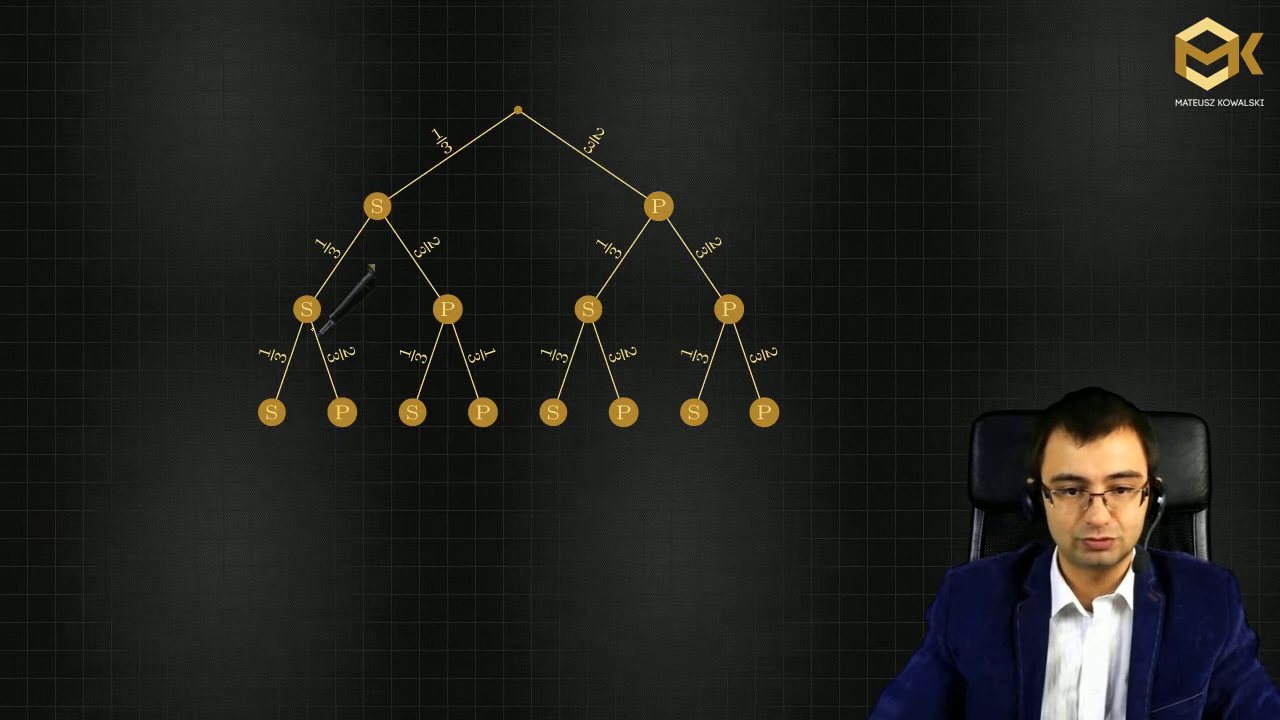 MATEUSZ KOWALSKI
1/3 2/3
S P
1/3 2/3 1/3 2/3
S P S P
1/3 2/3 1/3 1/3 1/3 2/3 1/3 2/3
S P S P S P S P